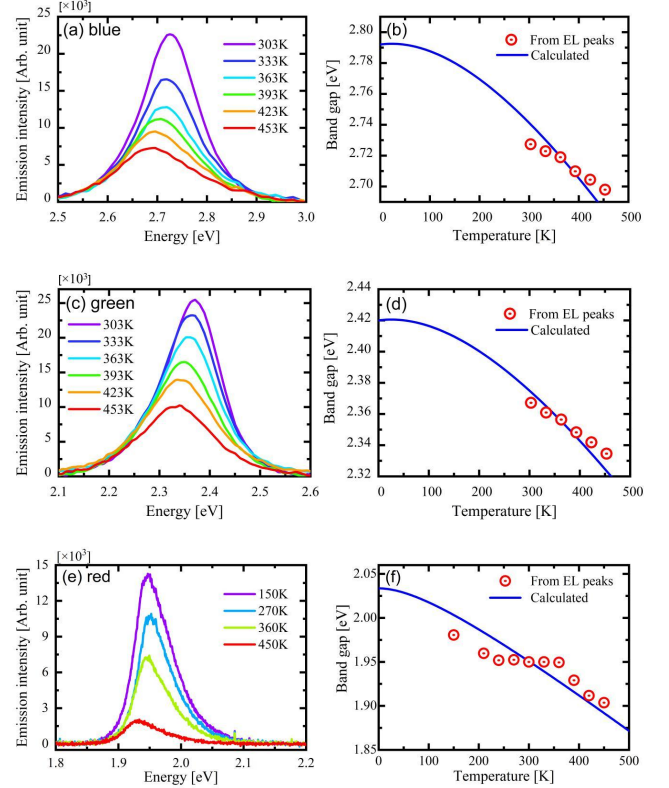 [×10³]
(a) blue
303K
333K
363K
393K
423K
453K
Emission intensity [Arb. unit]
25
20
15
10
5
0
2.5 2.6 2.7 2.8 2.9 3.0
Energy [eV]
(b)
From EL peaks
Calculated
Band gap [eV]
2.80
2.78
2.76
2.74
2.72
2.70
0 100 200 300 400 500
Temperature [K]
[×10³]
(c) green
303K
333K
363K
393K
423K
453K
Emission intensity [Arb. unit]
25
20
15
10
5
0
2.1 2.2 2.3 2.4 2.5 2.6
Energy [eV]
(d)
From EL peaks
Calculated
Band gap [eV]
2.44
2.42
2.40
2.38
2.36
2.34
2.32
0 100 200 300 400 500
Temperature [K]
[×10³]
(e) red
150K
270K
360K
450K
Emission intensity [Arb. unit]
15
12
9
6
3
0
1.8 1.9 2.0 2.1 2.2
Energy [eV]
(f)
From EL peaks
Calculated
Band gap [eV]
2.05
2.00
1.95
1.90
1.85
0 100 200 300 400 500
Temperature [K]